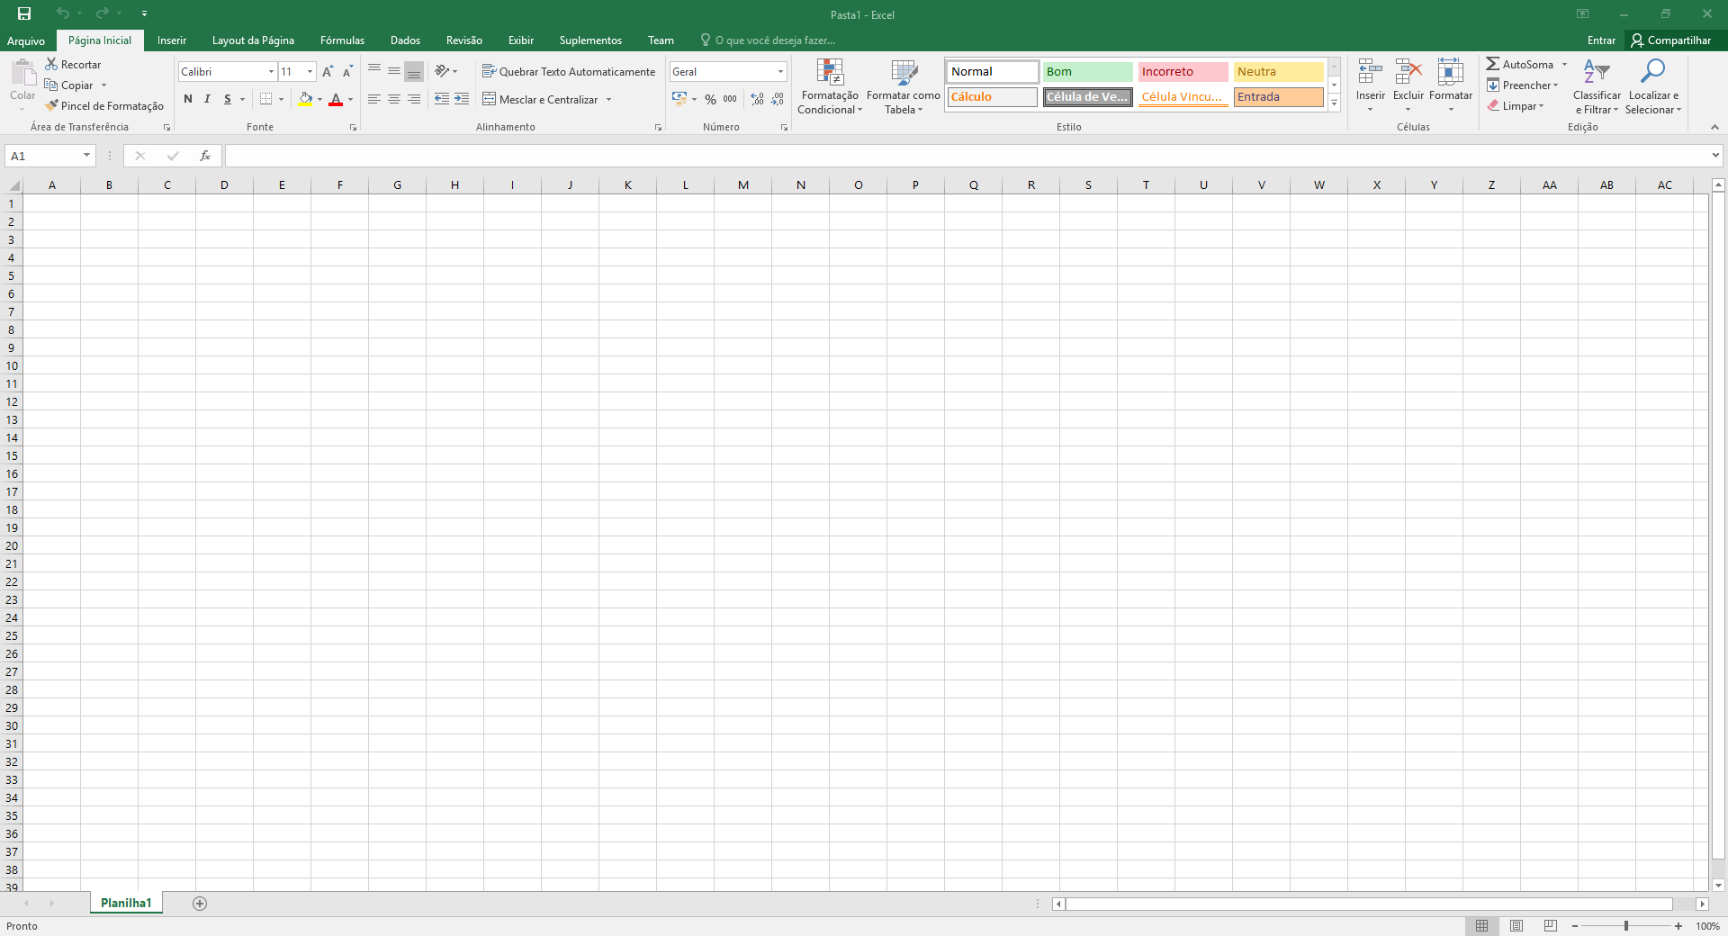 Pasta1 - Excel
Arquivo Página Inicial Inserir Layout da Página Fórmulas Dados Revisão Exibir Suplementos Team O que você deseja fazer... Entrar Compartilhar
Colar
Recortar
Copiar
Pincel de Formatação
Área de Transferência
Calibri 11
N I S
Fonte
Quebrar Texto Automaticamente
Mesclar e Centralizar
Alinhamento
Geral
% 000
Número
Formatação Condicional
Formatar como Tabela
Normal Bom Incorreto Neutra
Cálculo Célula de Ve... Célula Vincu... Entrada
Estilo
Inserir Excluir Formatar
Células
AutoSoma
Preencher
Limpar
Classificar e Filtrar
Localizar e Selecionar
Edição
A1 fx
A B C D E F G H I J K L M N O P Q R S T U V W X Y Z AA AB AC
1
2
3
4
5
6
7
8
9
10
11
12
13
14
15
16
17
18
19
20
21
22
23
24
25
26
27
28
29
30
31
32
33
34
35
36
37
38
39
Planilha1
Pronto 100%